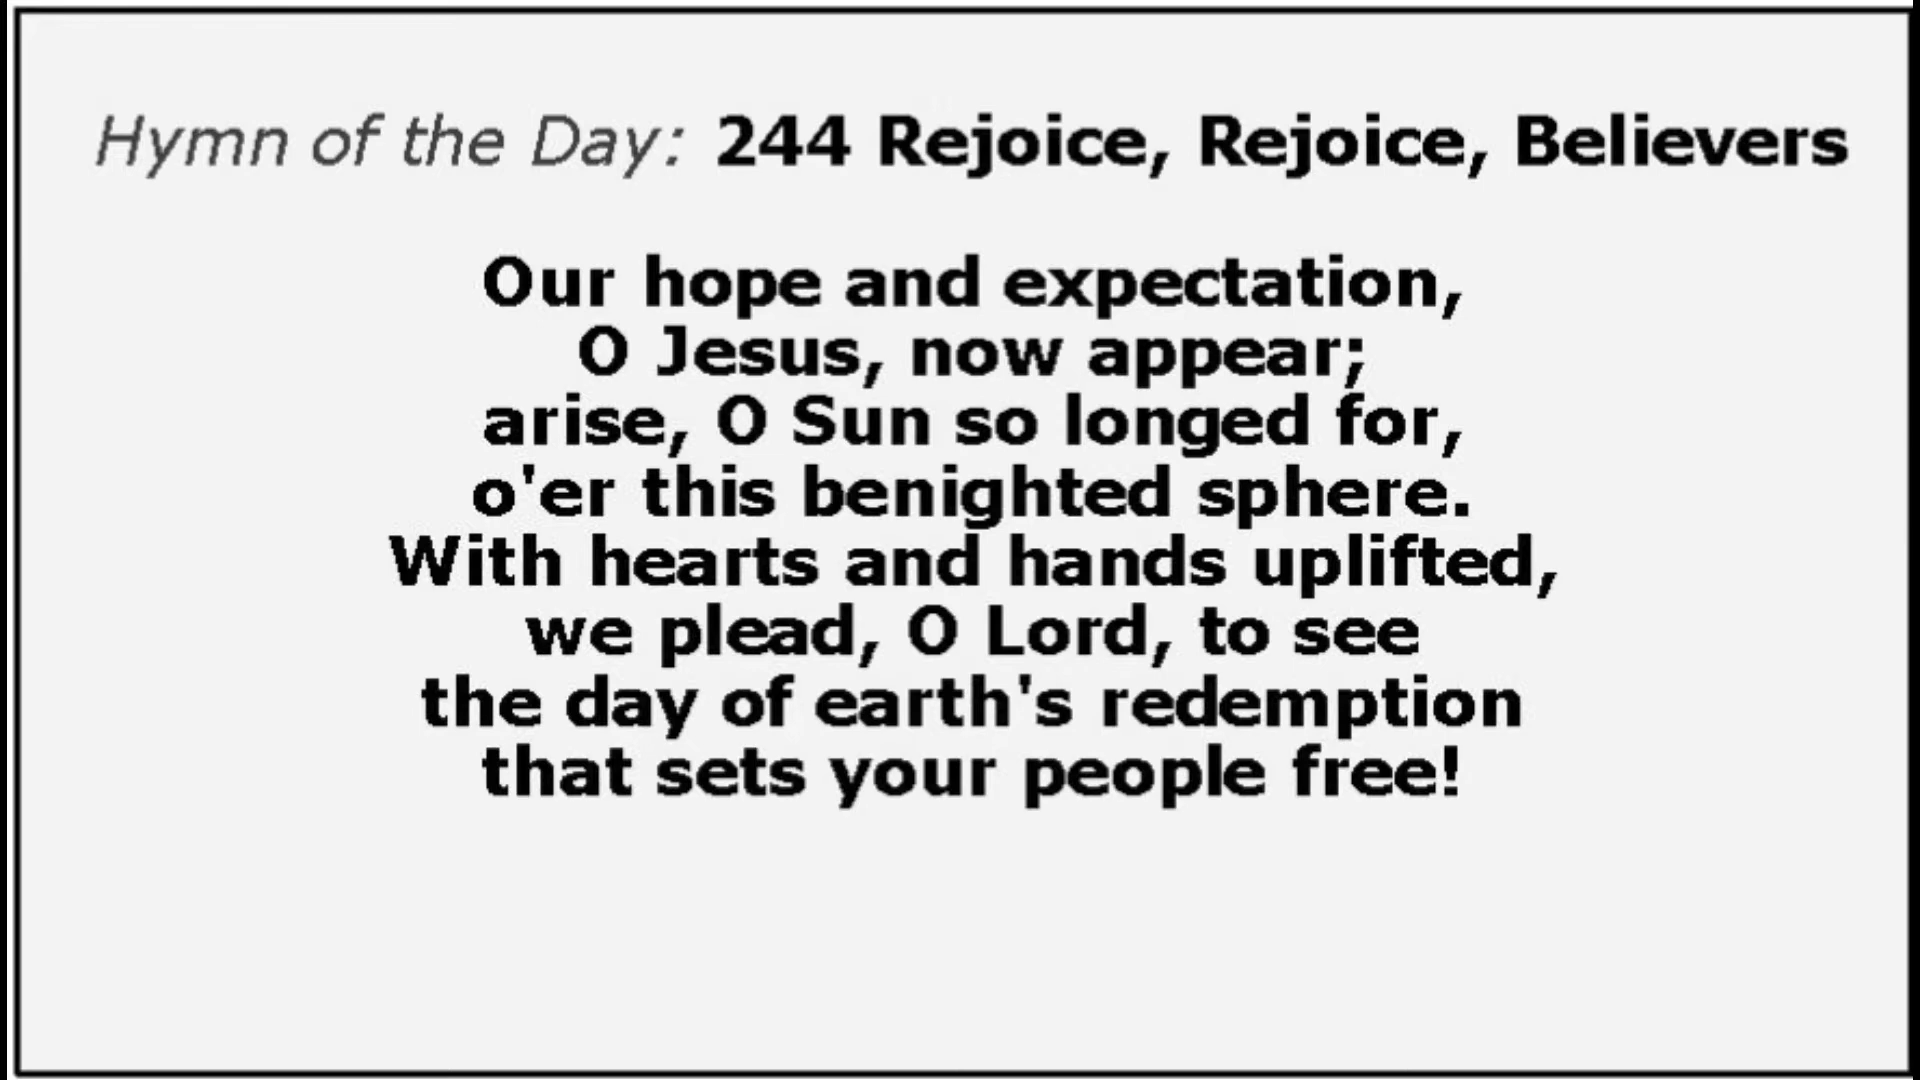 Hymn of the Day: 244 Rejoice, Rejoice, Believers
Our hope and expectation,
O Jesus, now appear;
arise, O Sun so longed for,
o'er this benighted sphere.
With hearts and hands uplifted,
we plead, O Lord, to see
the day of earth's redemption
that sets your people free!